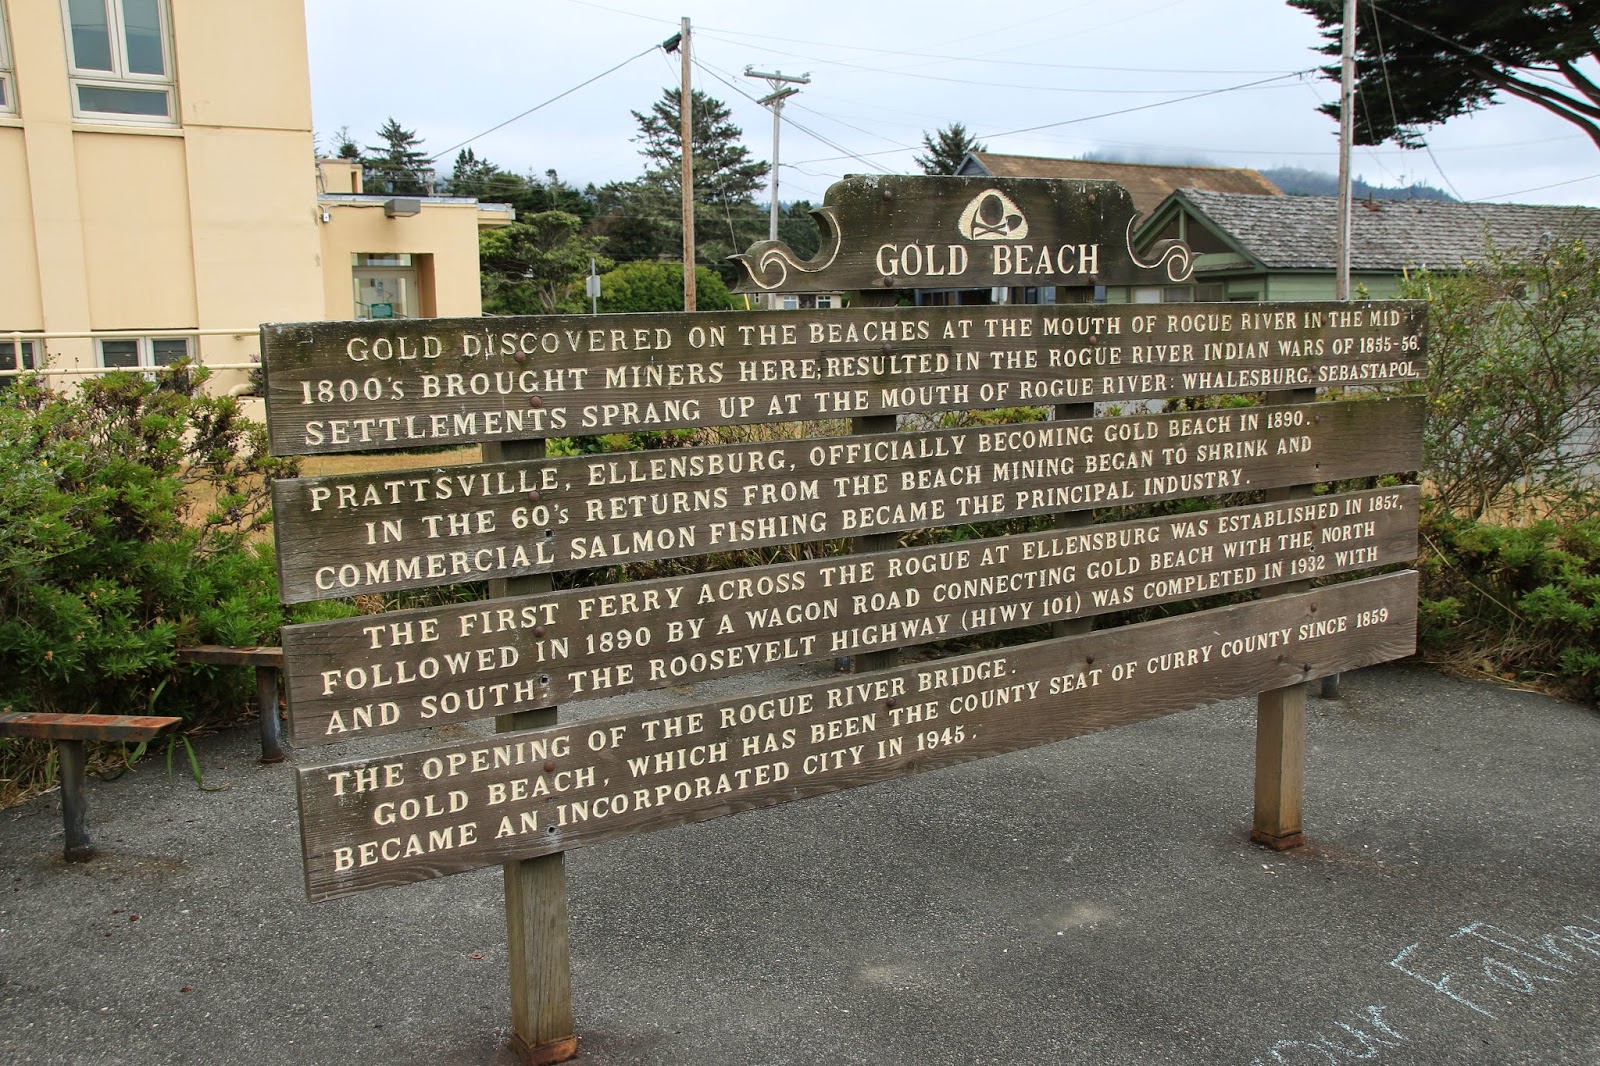 GOLD BEACH
GOLD DISCOVERED ON THE BEACHES AT THE MOUTH OF ROGUE RIVER IN THE MID-
1800's BROUGHT MINERS HERE; RESULTED IN THE ROGUE RIVER INDIAN WARS OF 1855-56.
SETTLEMENTS SPRANG UP AT THE MOUTH OF ROGUE RIVER: WHALESBURG, SEBASTAPOL,
PRATTSVILLE, ELLENSBURG, OFFICIALLY BECOMING GOLD BEACH IN 1890.
IN THE 60's RETURNS FROM THE BEACH MINING BEGAN TO SHRINK AND
COMMERCIAL SALMON FISHING BECAME THE PRINCIPAL INDUSTRY.
THE FIRST FERRY ACROSS THE ROGUE AT ELLENSBURG WAS ESTABLISHED IN 1857,
FOLLOWED IN 1890 BY A WAGON ROAD CONNECTING GOLD BEACH WITH THE NORTH
AND SOUTH; THE ROOSEVELT HIGHWAY (HIWY 101) WAS COMPLETED IN 1932 WITH
THE OPENING OF THE ROGUE RIVER BRIDGE.
GOLD BEACH, WHICH HAS BEEN THE COUNTY SEAT OF CURRY COUNTY SINCE 1859
BECAME AN INCORPORATED CITY IN 1945.
our